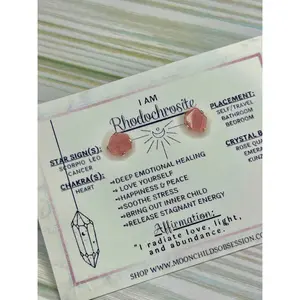 I AM
Rhodochrosite
STAR SIGN(S):
SCORPIO LEO
CANCER
CHAKRA(S):
HEART
→DEEP EMOTIONAL HEALING
→ LOVE YOURSELF
→ HAPPINESS & PEACE
→SOOTHE STRESS
→BRING OUT INNER CHILD
→RELEASE STAGNANT ENERGY
PLACEMENT:
SELF/TRAVEL
BATHROOM
BEDROOM
CRYSTAL B
ROSE QUA
EMERA
KUNZ
Affirmation:
"I radiate love, light,
and abundance."
SHOP WWW.MOONCHILDSOBSESSION.COM